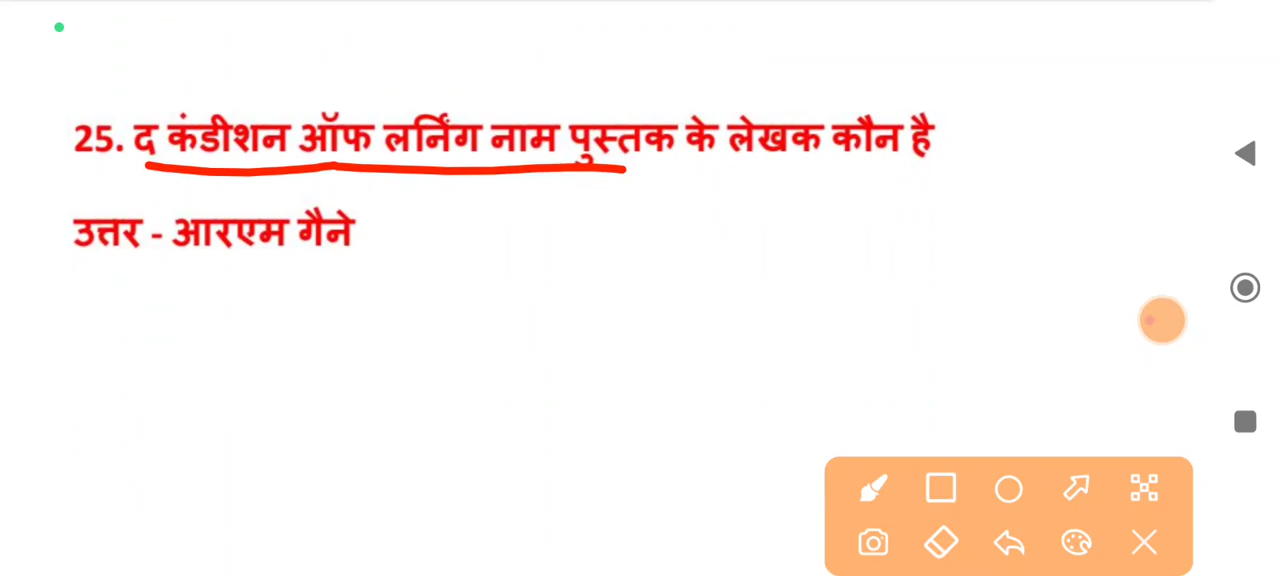 25. द कंडीशन ऑफ लर्निंग नाम पुस्तक के लेखक कौन है
उत्तर - आरएम गैने